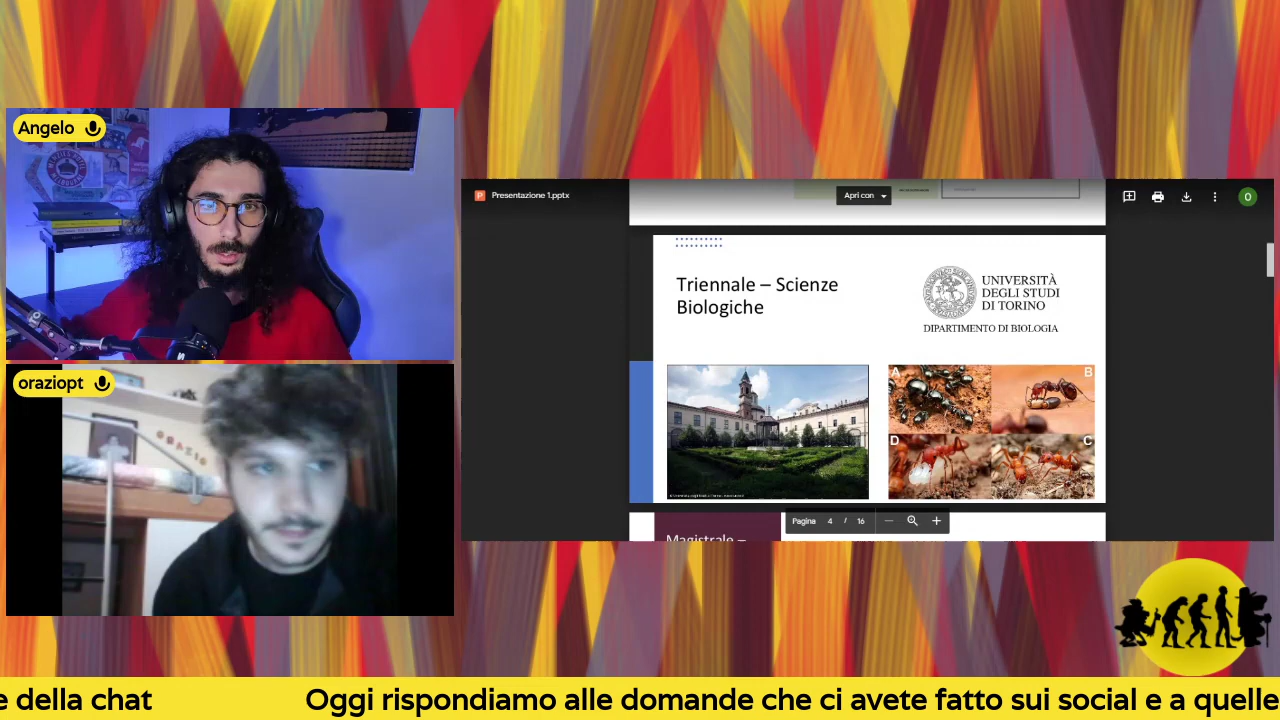 Angelo
oraziopt
ORAZIO
P Presentazione 1.pptx
Apri con
O
Triennale – Scienze
Biologiche
UNIVERSITÀ
DEGLI STUDI
DI TORINO
DIPARTIMENTO DI BIOLOGIA
A
B
D
C
Pagina 4 / 16
Magistrale –
e della chat
Oggi rispondiamo alle domande che ci avete fatto sui social e a quelle